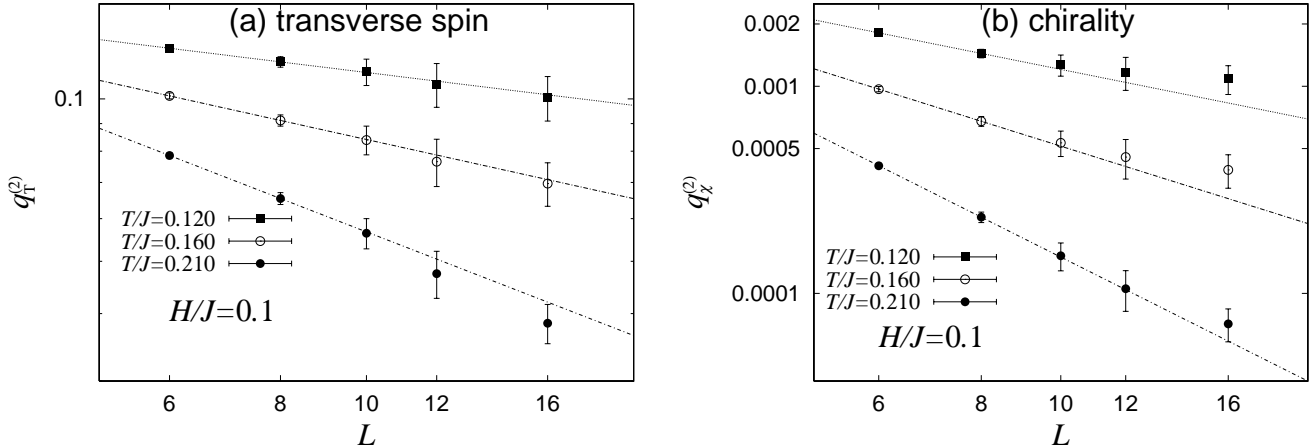 (a) transverse spin
0.1
q_T^(2)
T/J=0.120
T/J=0.160
T/J=0.210
H/J=0.1
6 8 10 12 16
L
(b) chirality
0.002
0.001
0.0005
0.0001
q_χ^(2)
T/J=0.120
T/J=0.160
T/J=0.210
H/J=0.1
6 8 10 12 16
L